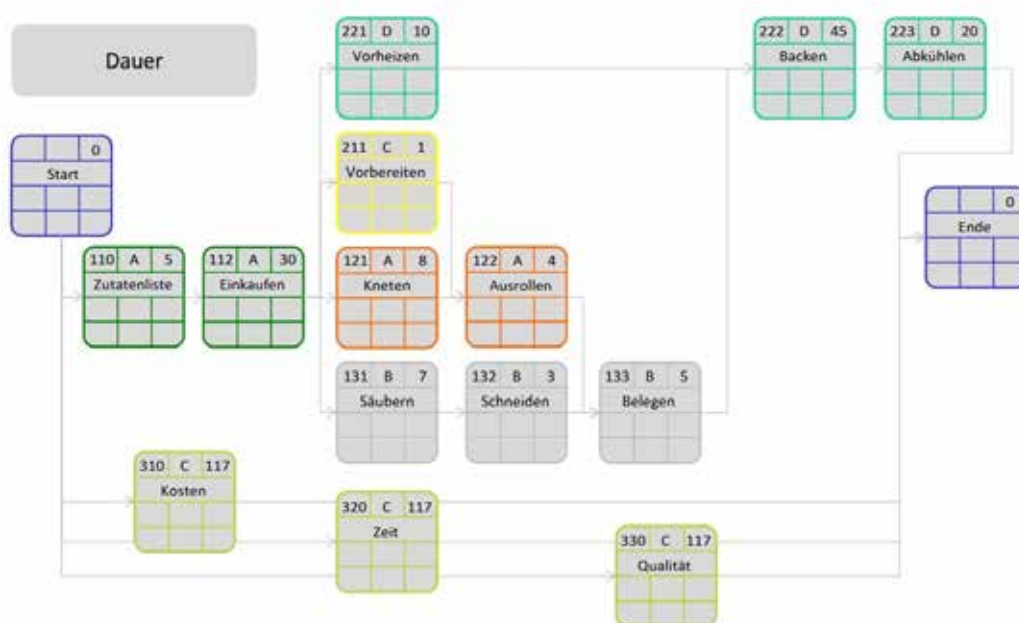 Dauer
221 D 10
Vorheizen
222 D 45
Backen
223 D 20
Abkühlen
0
Start
211 C 1
Vorbereiten
0
Ende
110 A 5
Zutatenliste
112 A 30
Einkaufen
121 A 8
Kneten
122 A 4
Ausrollen
131 B 7
Säubern
132 B 3
Schneiden
133 B 5
Belegen
310 C 117
Kosten
320 C 117
Zeit
330 C 117
Qualität